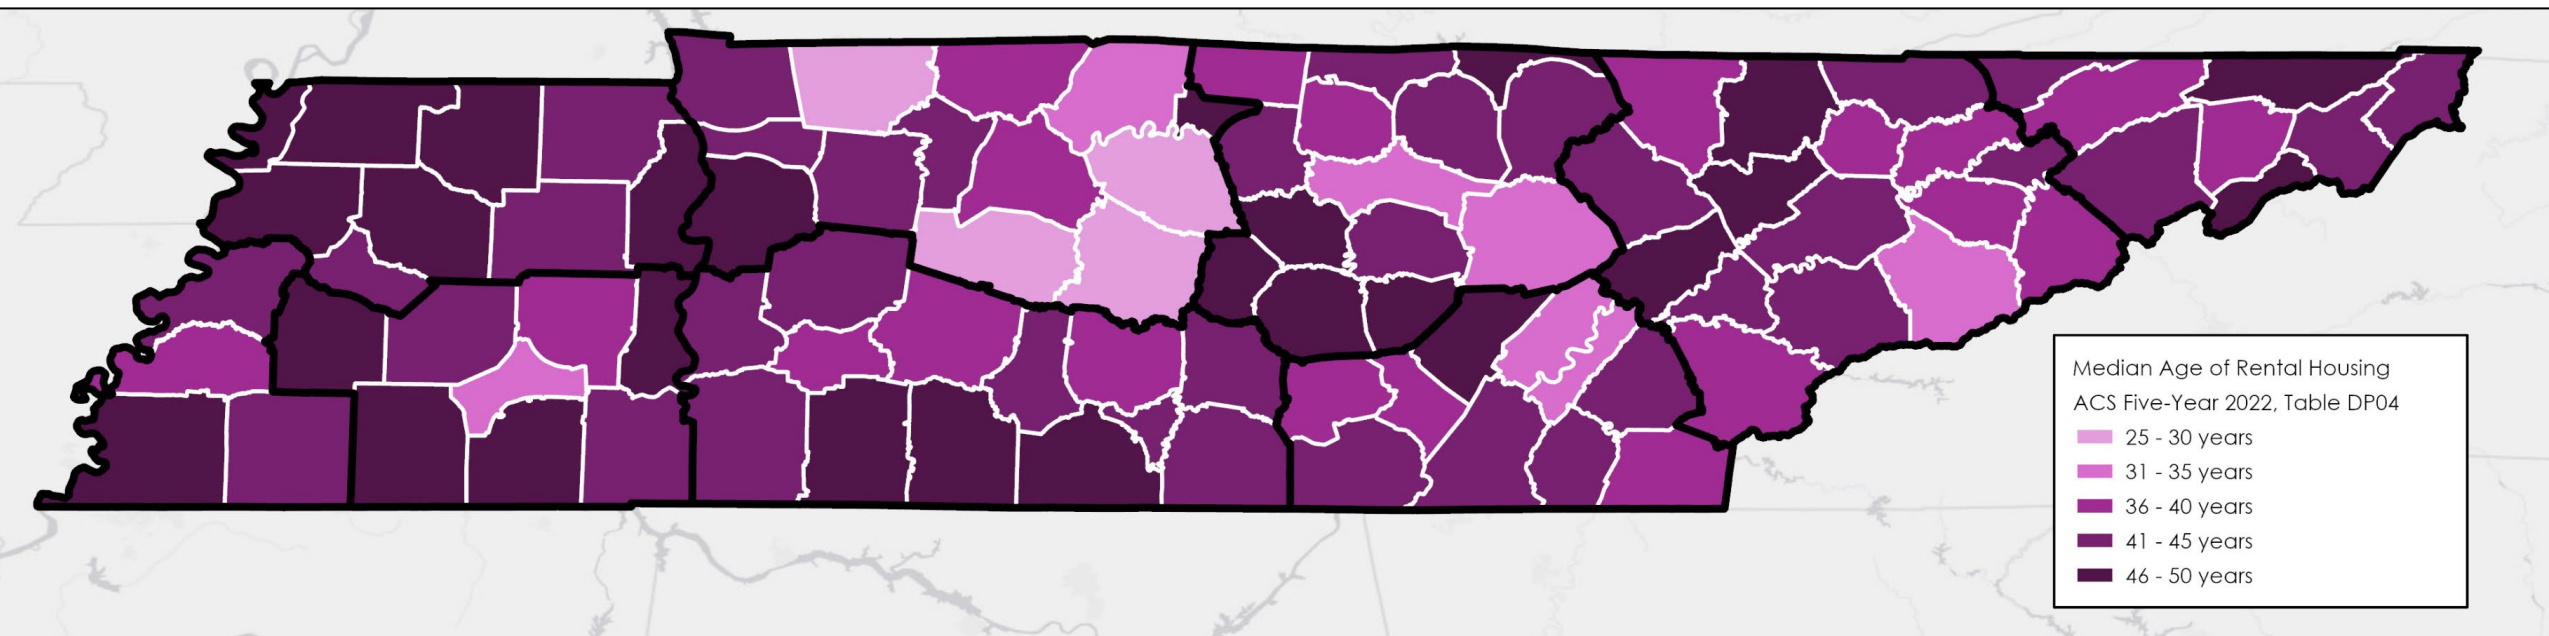 Median Age of Rental Housing
ACS Five-Year 2022, Table DP04
25 - 30 years
31 - 35 years
36 - 40 years
41 - 45 years
46 - 50 years